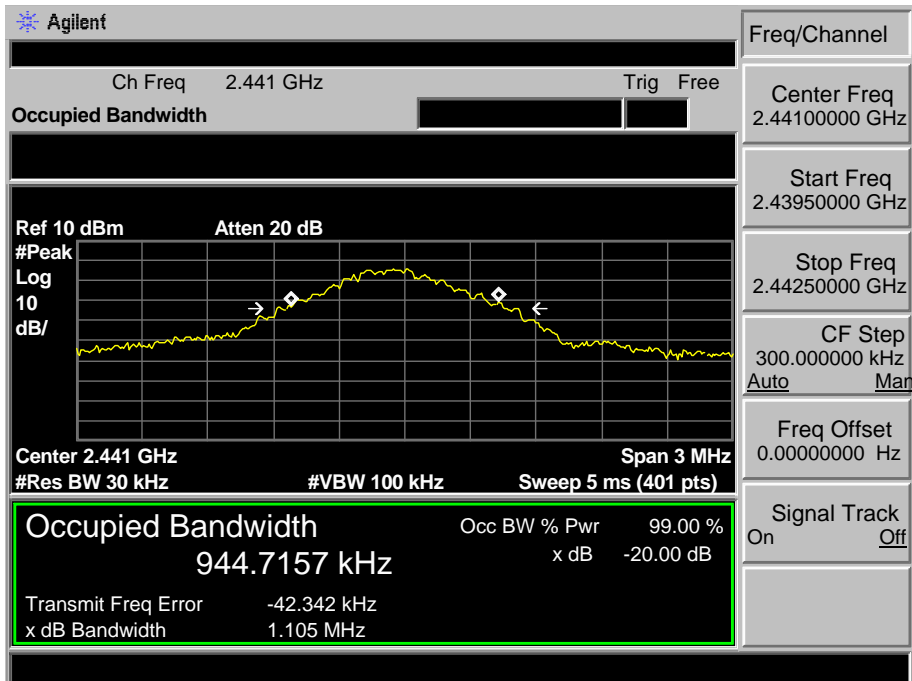 Agilent
Freq/Channel
Ch Freq 2.441 GHz Trig Free
Occupied Bandwidth
Center Freq
2.44100000 GHz
Start Freq
2.43950000 GHz
Stop Freq
2.44250000 GHz
CF Step
300.000000 kHz
Auto Man
Freq Offset
0.00000000 Hz
Signal Track
On Off
Ref 10 dBm Atten 20 dB
#Peak
Log
10
dB/
Center 2.441 GHz Span 3 MHz
#Res BW 30 kHz #VBW 100 kHz Sweep 5 ms (401 pts)
Occupied Bandwidth Occ BW % Pwr 99.00 %
944.7157 kHz x dB -20.00 dB
Transmit Freq Error -42.342 kHz
x dB Bandwidth 1.105 MHz